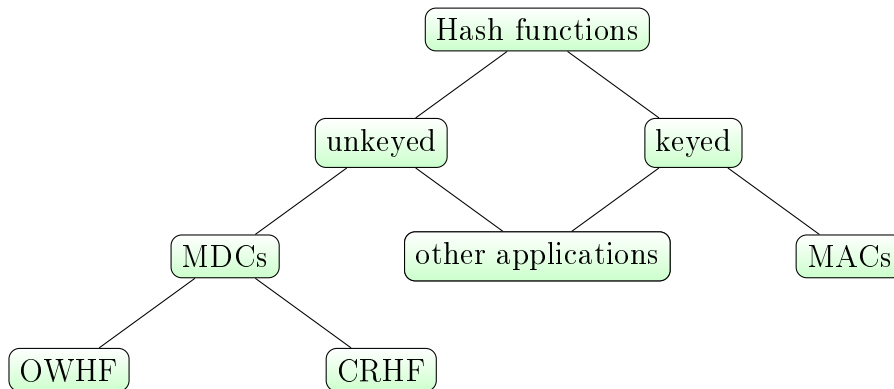 Hash functions
unkeyed
keyed
MDCs
other applications
MACs
OWHF
CRHF